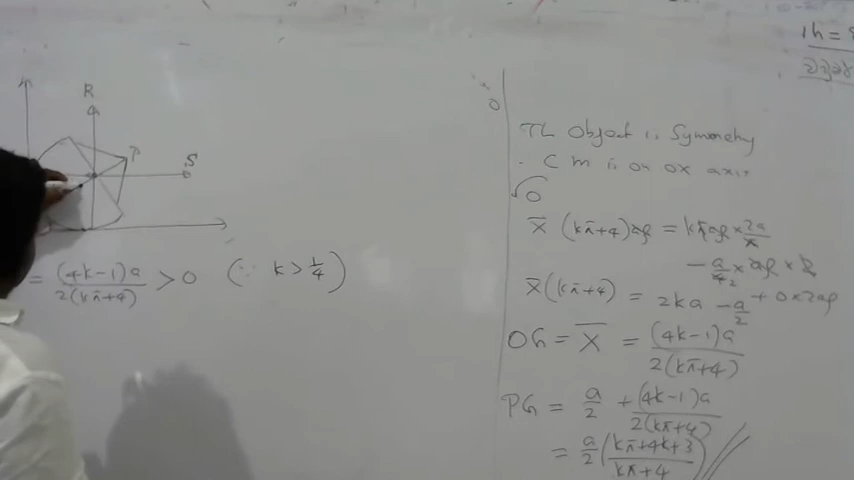 R
P
S
= (4k-1)a / 2(kπ+4) > 0 (∵ k > 1/4)
O
TL Object is Symmetry
. C m is on ox axis
O
x̄ (kπ+4)aρ = kπaρ × 2a/π
- a/4₂ × aρ × 2
x̄(kπ+4) = 2ka - a/2 + 0×2aρ
OG = x̄ = (4k-1)a / 2(kπ+4)
PG = a/2 + (4k-1)a / 2(kπ+4)
= a/2 (kπ+4k+3 / kπ+4)